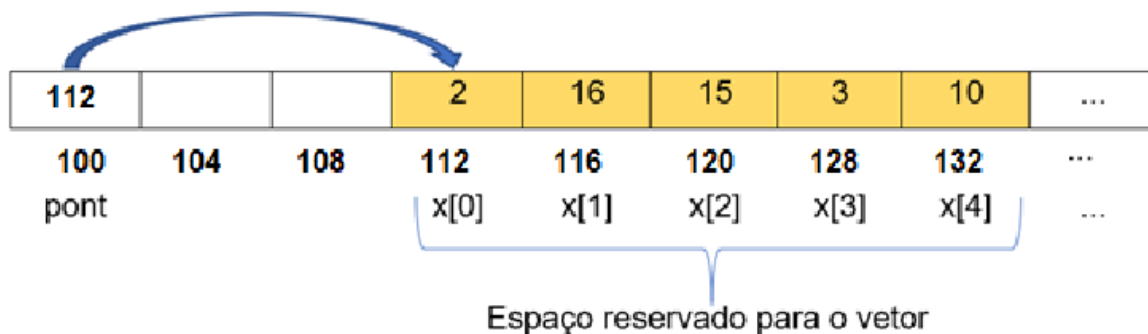 112 2 16 15 3 10 ...
100 104 108 112 116 120 128 132 ...
pont x[0] x[1] x[2] x[3] x[4] ...
Espaço reservado para o vetor